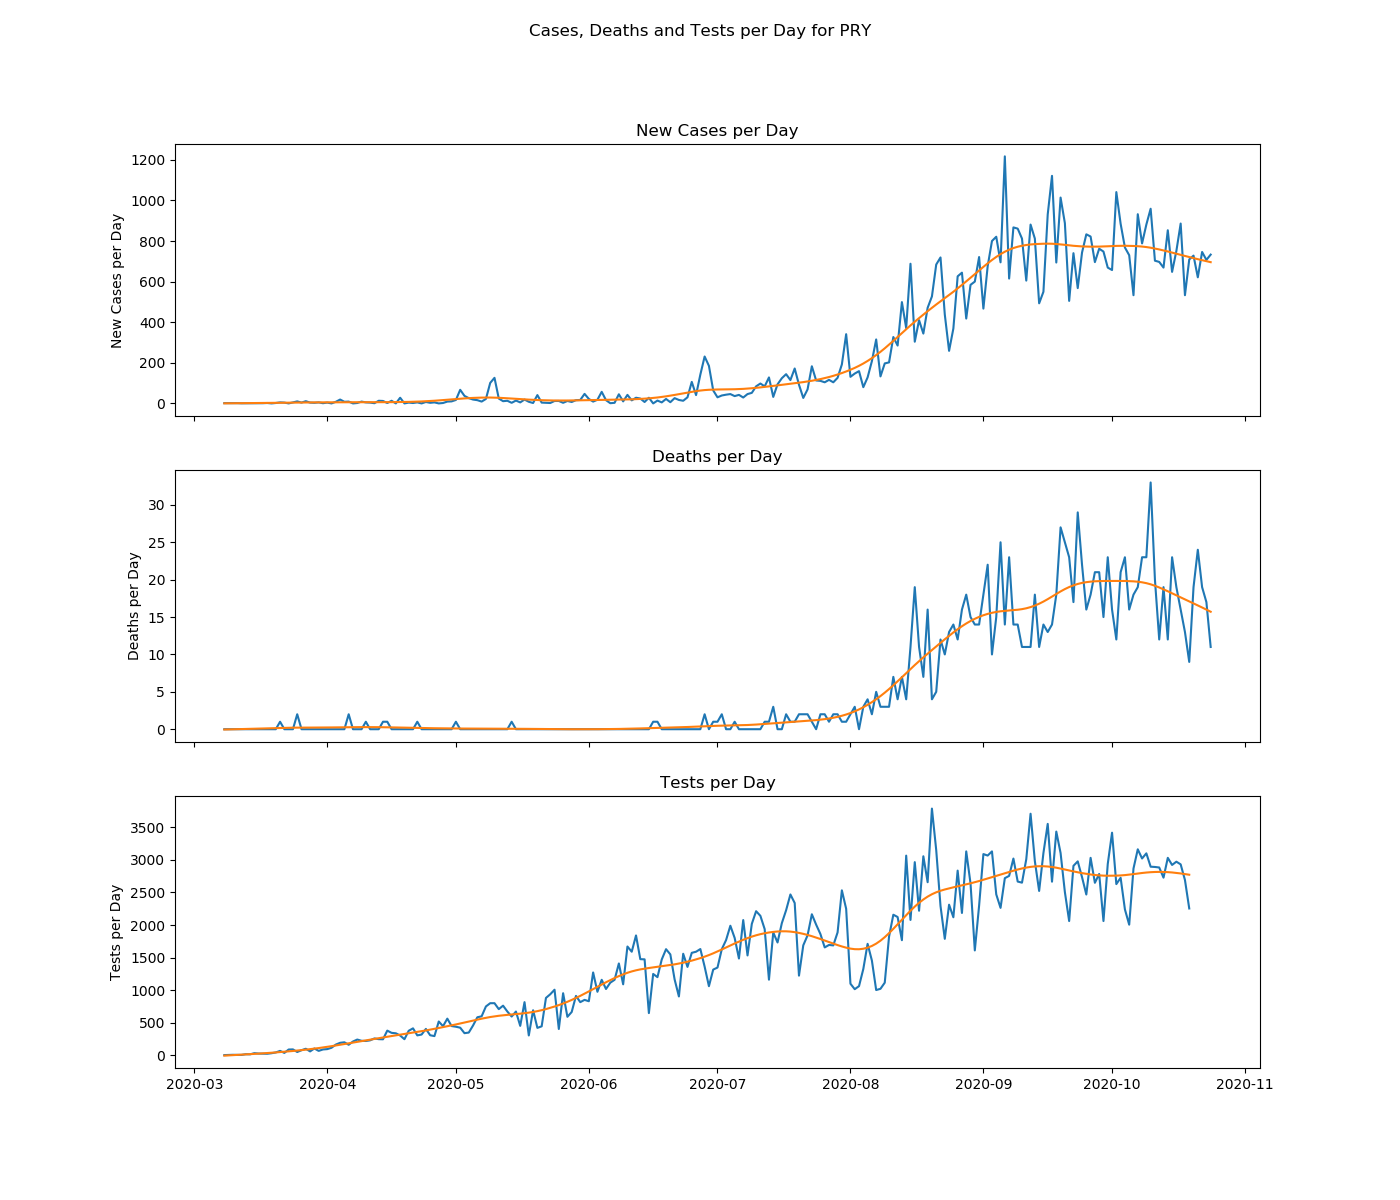 Cases, Deaths and Tests per Day for PRY
New Cases per Day
1200
1000
800
600
400
200
0
New Cases per Day
Deaths per Day
30
25
20
15
10
5
0
Deaths per Day
Tests per Day
3500
3000
2500
2000
1500
1000
500
0
Tests per Day
2020-03 2020-04 2020-05 2020-06 2020-07 2020-08 2020-09 2020-10 2020-11